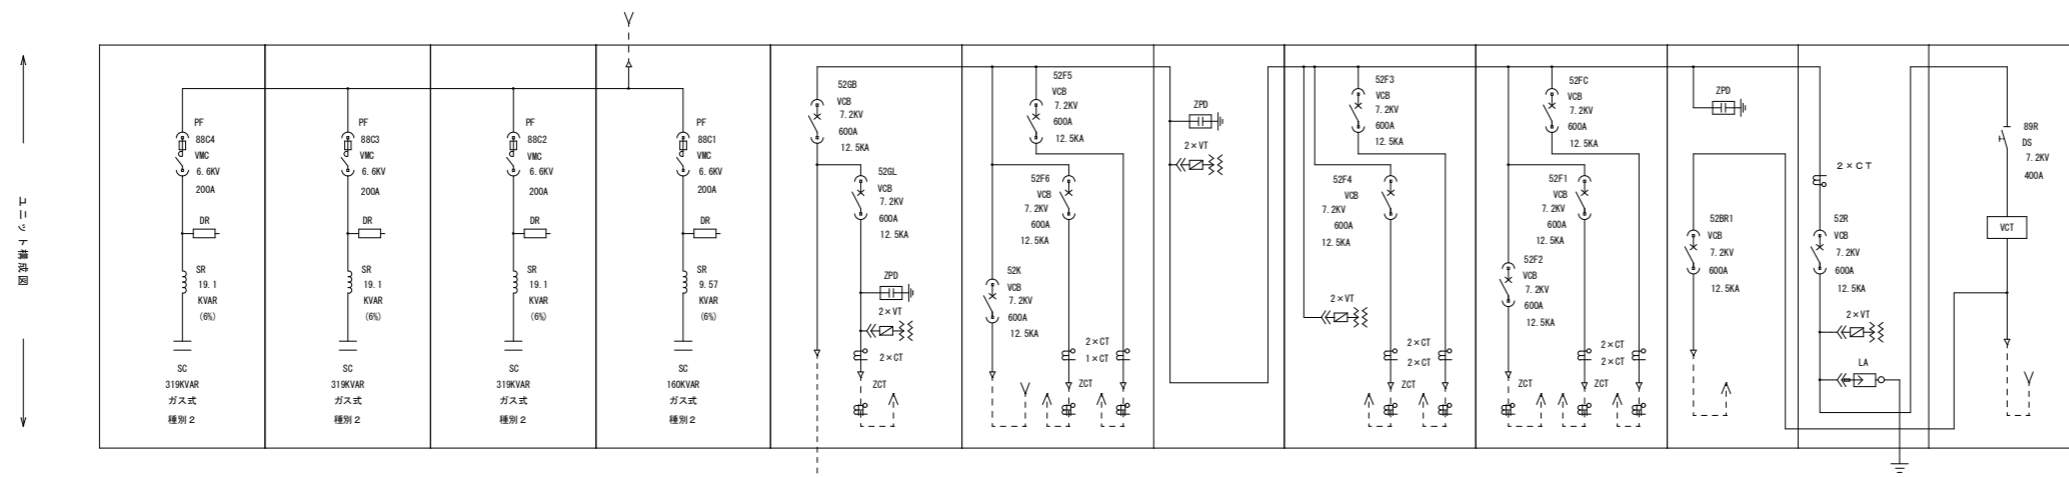 ユニット構成図
PF
88C4
VMC
6.6KV
200A
DR
SR
19.1
KVAR
(6%)
SC
319KVAR
ガス式
種別2
PF
88C3
VMC
6.6KV
200A
DR
SR
19.1
KVAR
(6%)
SC
319KVAR
ガス式
種別2
PF
88C2
VMC
6.6KV
200A
DR
SR
19.1
KVAR
(6%)
SC
319KVAR
ガス式
種別2
PF
88C1
VMC
6.6KV
200A
DR
SR
9.57
KVAR
(6%)
SC
160KVAR
ガス式
種別2
52GB
VCB
7.2KV
600A
12.5KA
52GL
VCB
7.2KV
600A
12.5KA
ZPD
2×VT
2×CT
ZCT
52F5
VCB
7.2KV
600A
12.5KA
52F6
VCB
7.2KV
600A
12.5KA
52K
VCB
7.2KV
600A
12.5KA
2×CT
1×CT
ZCT
ZPD
2×VT
52F3
VCB
7.2KV
600A
12.5KA
52F4
VCB
7.2KV
600A
12.5KA
2×VT
2×CT
2×CT
ZCT
52FC
VCB
7.2KV
600A
12.5KA
52F1
VCB
7.2KV
600A
12.5KA
52F2
VCB
7.2KV
600A
12.5KA
2×CT
2×CT
ZCT
ZPD
52BR1
VCB
7.2KV
600A
12.5KA
2×CT
52R
VCB
7.2KV
600A
12.5KA
2×VT
LA
89R
DS
7.2KV
400A
VCT